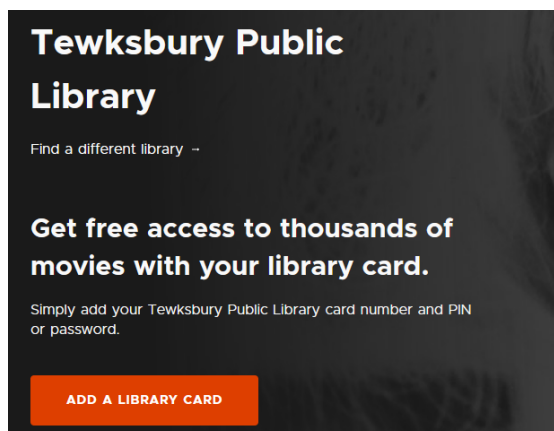 Tewksbury Public
Library
Find a different library →
Get free access to thousands of
movies with your library card.
Simply add your Tewksbury Public Library card number and PIN
or password.
ADD A LIBRARY CARD